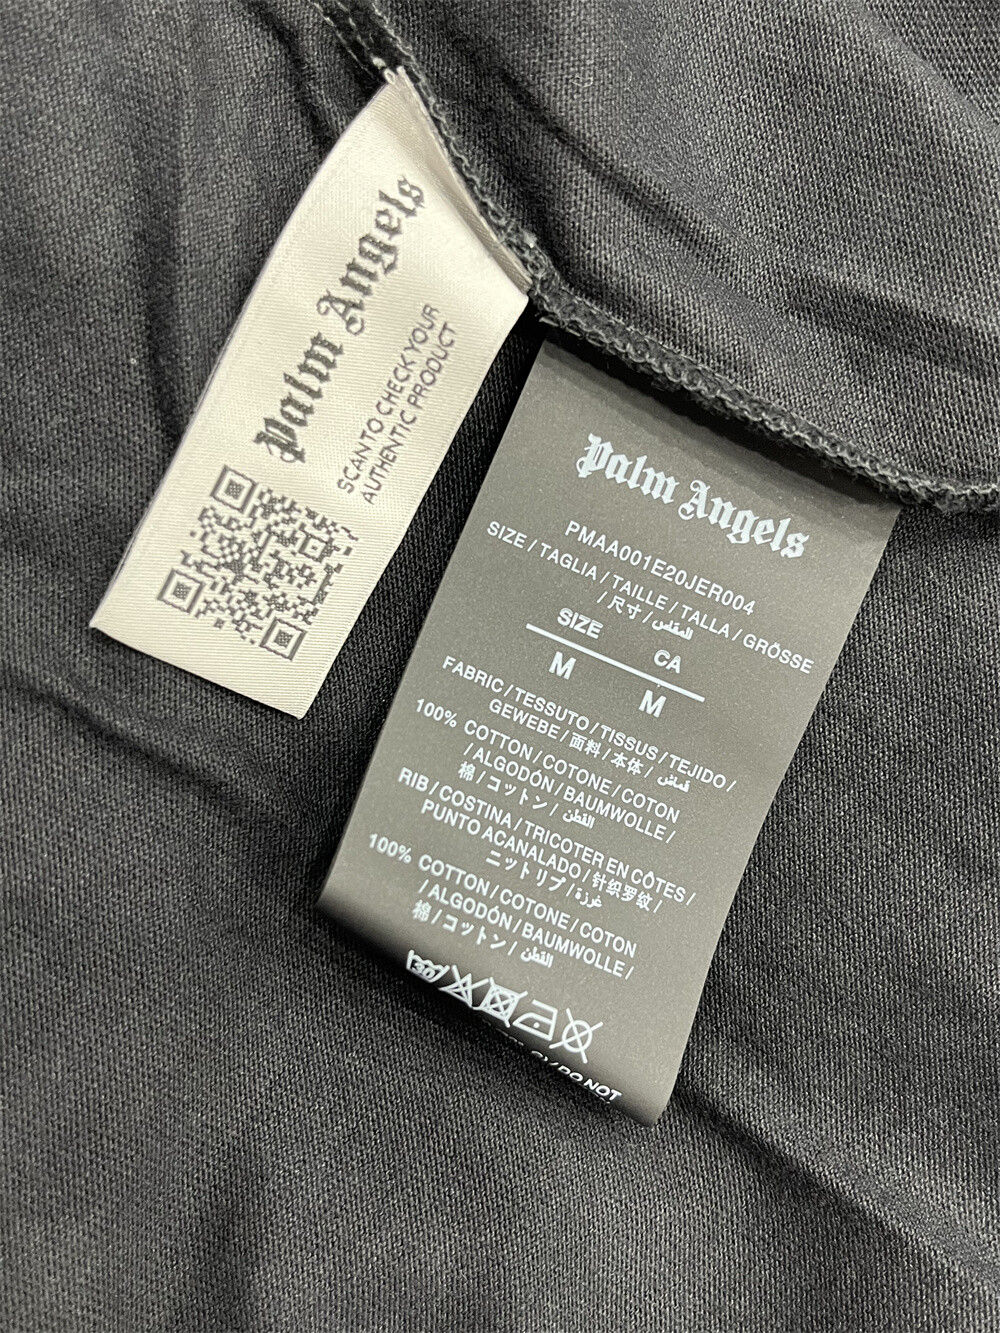 Palm Angels
SCAN TO CHECK YOUR
AUTHENTIC PRODUCT
Palm Angels
PMAA001E20JER004
SIZE / TAGLIA / TAILLE / TALLA / GRÖSSE
/ 尺寸 / المقاس
SIZE CA
M M
FABRIC / TESSUTO / TISSUS / TEJIDO /
GEWEBE / 面料 / 本体 / قماش
100% COTTON / COTONE / COTON
/ ALGODÓN / BAUMWOLLE /
棉 / コットン / القطن
RIB / COSTINA / TRICOTER EN CÔTES /
PUNTO ACANALADO / 针织罗纹 /
ニットリブ / غرزة
100% COTTON / COTONE / COTON
/ ALGODÓN / BAUMWOLLE /
棉 / コットン / القطن
30
/ DO NOT